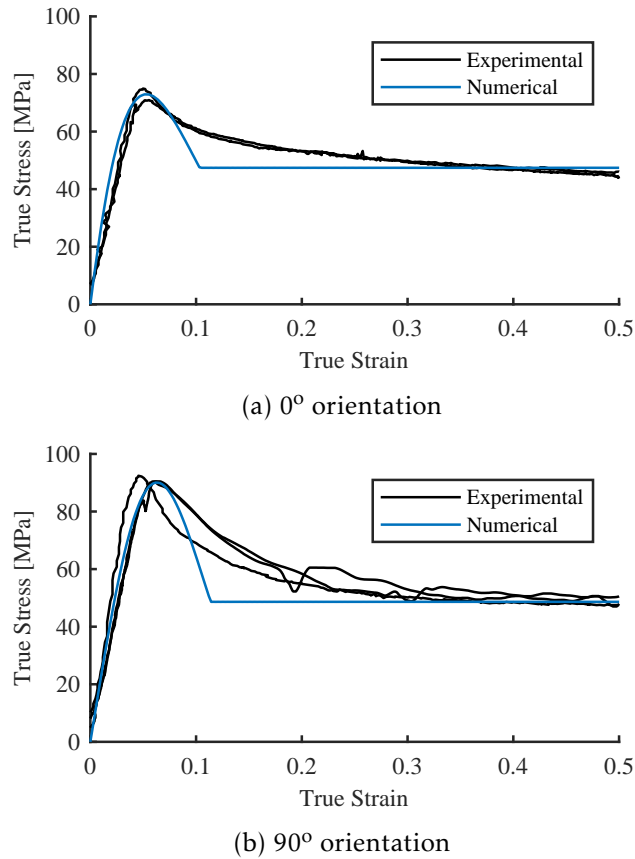 100
80
60
40
20
0
True Stress [MPa]
Experimental
Numerical
0 0.1 0.2 0.3 0.4 0.5
True Strain
(a) 0º orientation
100
80
60
40
20
0
True Stress [MPa]
Experimental
Numerical
0 0.1 0.2 0.3 0.4 0.5
True Strain
(b) 90º orientation